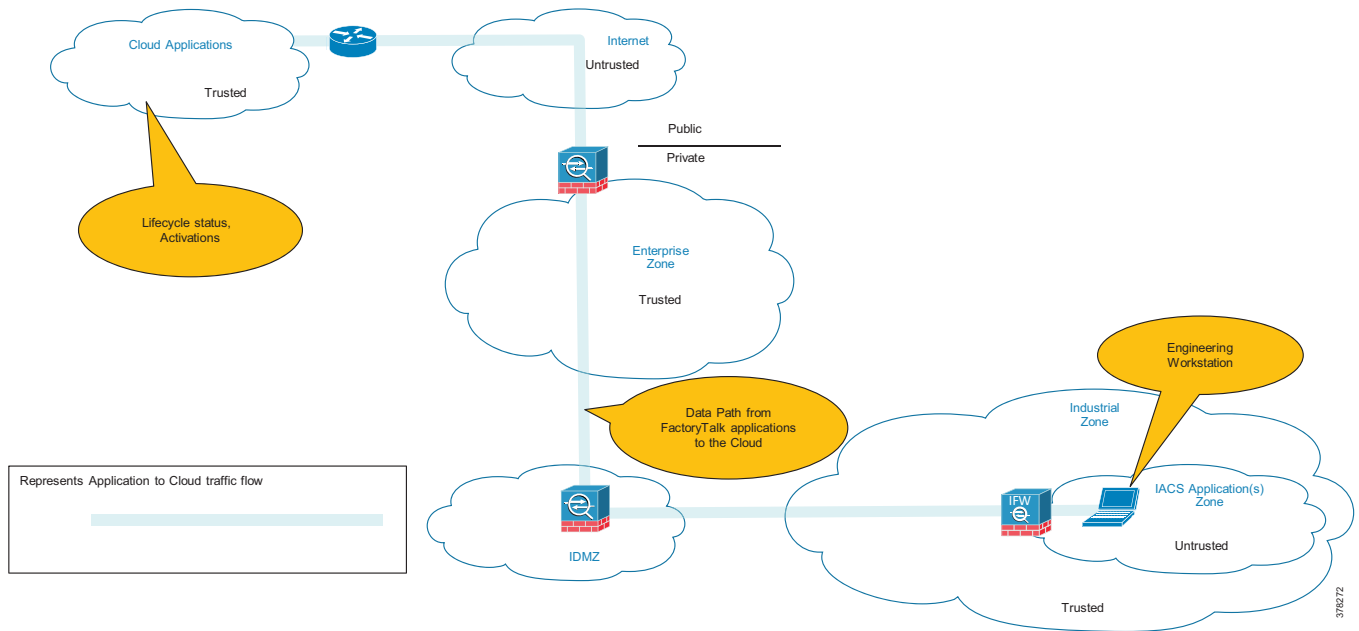 Cloud Applications
Trusted
Internet
Untrusted
Public
Private
Lifecycle status,
Activations
Enterprise
Zone
Trusted
Engineering
Workstation
Data Path from
FactoryTalk applications
to the Cloud
Industrial
Zone
Represents Application to Cloud traffic flow
IFW
IACS Application(s)
Zone
Untrusted
IDMZ
Trusted
378272